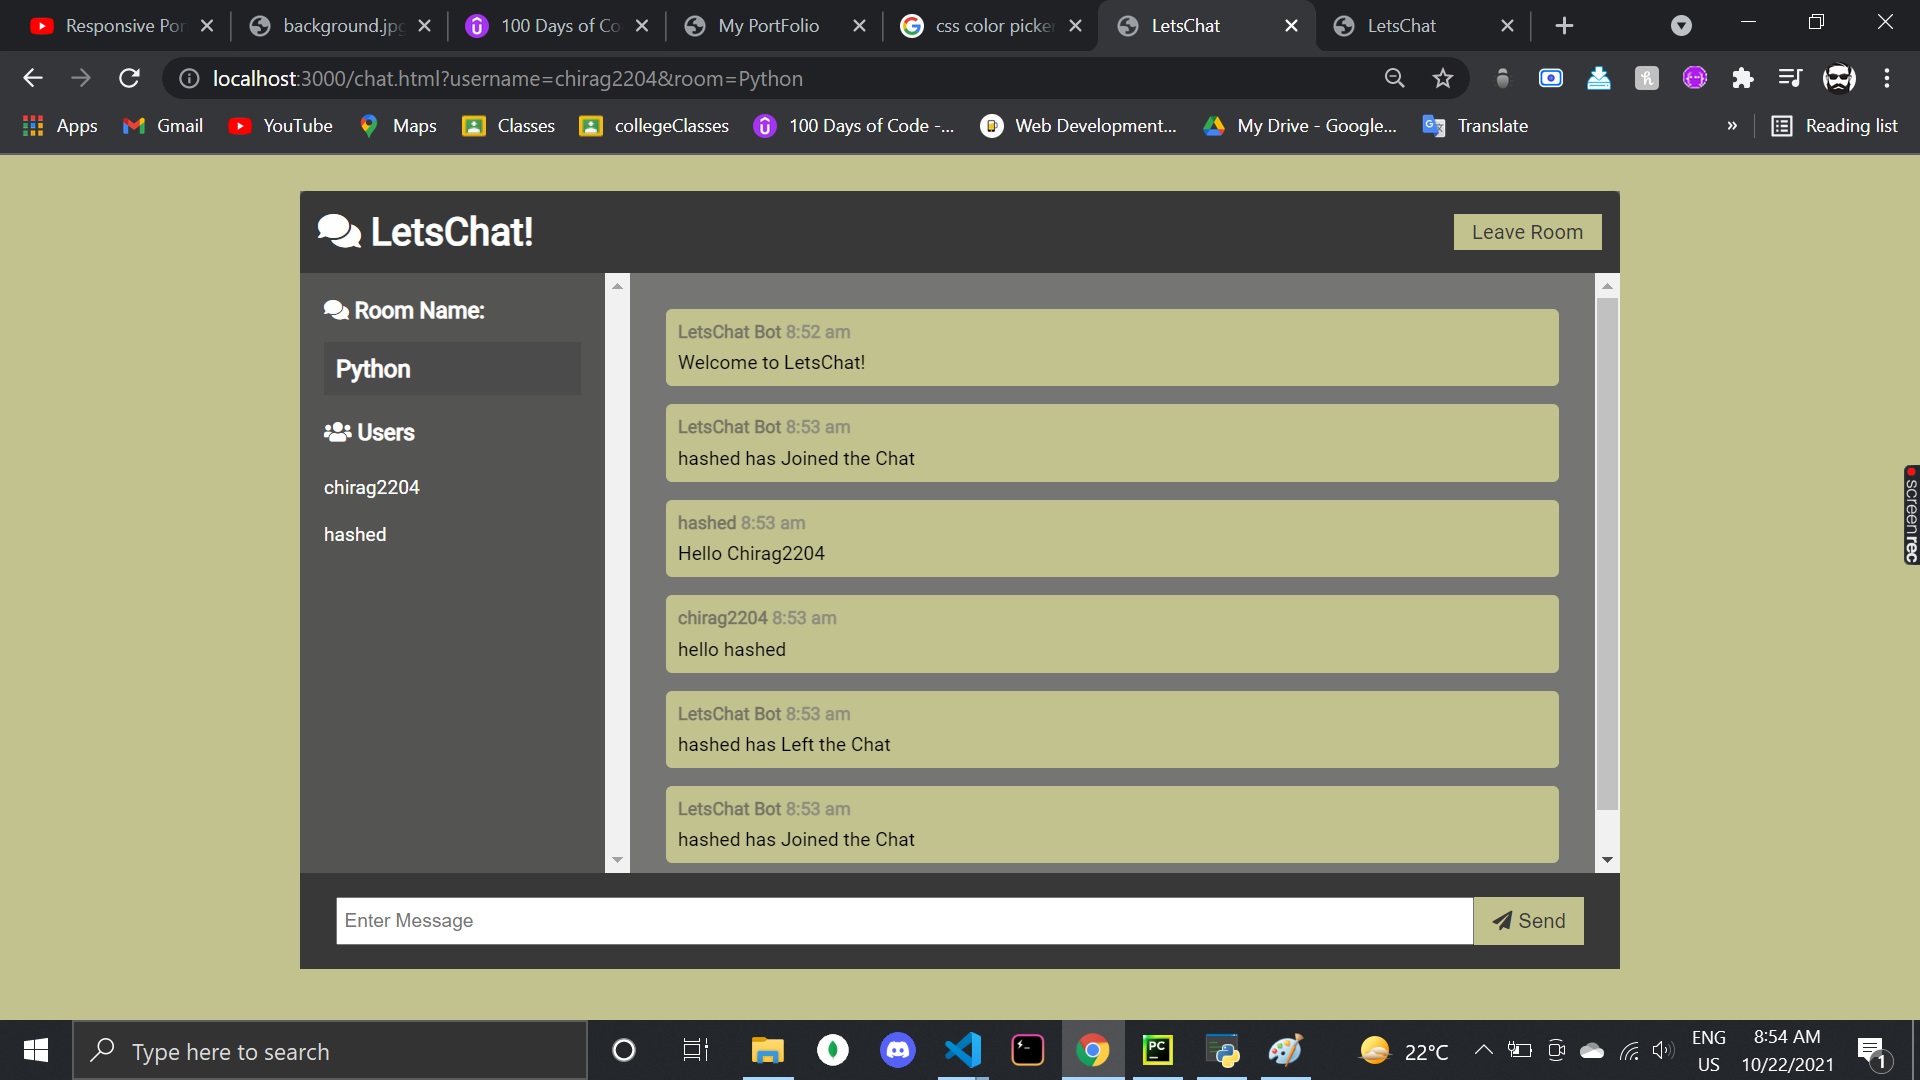 Responsive Por
background.jpg
100 Days of Co
My PortFolio
css color picker
LetsChat
LetsChat
localhost:3000/chat.html?username=chirag2204&room=Python
Apps
Gmail
YouTube
Maps
Classes
collegeClasses
100 Days of Code -...
Web Development...
My Drive - Google...
Translate
»
Reading list
LetsChat!
Leave Room
Room Name:
Python
Users
chirag2204
hashed
LetsChat Bot 8:52 am
Welcome to LetsChat!
LetsChat Bot 8:53 am
hashed has Joined the Chat
hashed 8:53 am
Hello Chirag2204
chirag2204 8:53 am
hello hashed
LetsChat Bot 8:53 am
hashed has Left the Chat
LetsChat Bot 8:53 am
hashed has Joined the Chat
Enter Message
Send
screenrec
Type here to search
PC
22°C
ENG
US
8:54 AM
10/22/2021
1